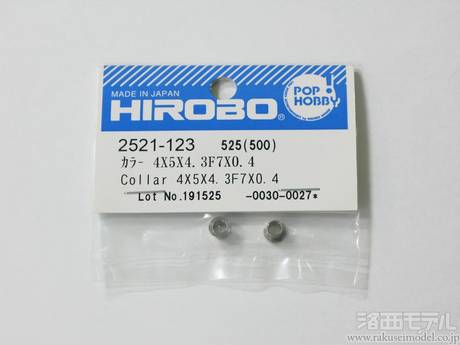 MADE IN JAPAN
HIROBO
POP
HOBBY!
2521-123 525(500)
ｶﾗｰ 4X5X4.3F7X0.4
Collar 4X5X4.3F7X0.4
Lot No.191525 -0030-0027*
洛西モデル
www.rakuseimodel.co.jp